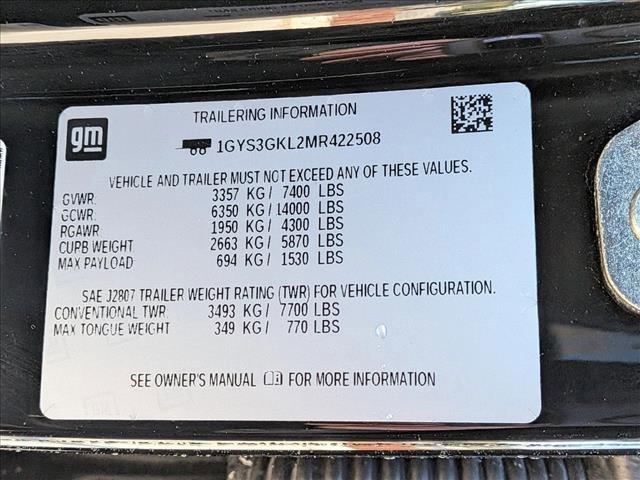 TRAILERING INFORMATION
gm
1GYS3GKL2MR422508
VEHICLE AND TRAILER MUST NOT EXCEED ANY OF THESE VALUES.
GVWR. 3357 KG / 7400 LBS
GCWR. 6350 KG / 14000 LBS
RGAWR. 1950 KG / 4300 LBS
CURB WEIGHT 2663 KG / 5870 LBS
MAX PAYLOAD 694 KG / 1530 LBS
SAE J2807 TRAILER WEIGHT RATING (TWR) FOR VEHICLE CONFIGURATION.
CONVENTIONAL TWR. 3493 KG / 7700 LBS
MAX TONGUE WEIGHT 349 KG / 770 LBS
SEE OWNER'S MANUAL FOR MORE INFORMATION